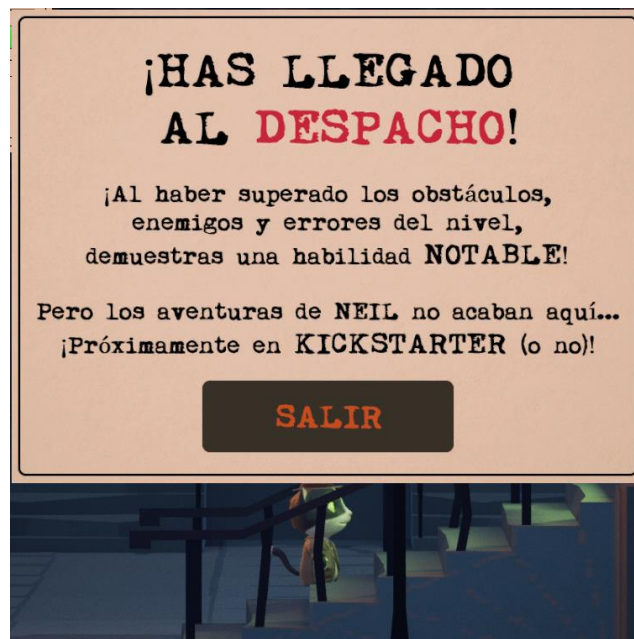 ¡HAS LLEGADO
AL DESPACHO!
¡Al haber superado los obstáculos,
enemigos y errores del nivel,
demuestras una habilidad NOTABLE!
Pero los aventuras de NEIL no acaban aquí...
¡Próximamente en KICKSTARTER (o no)!
SALIR